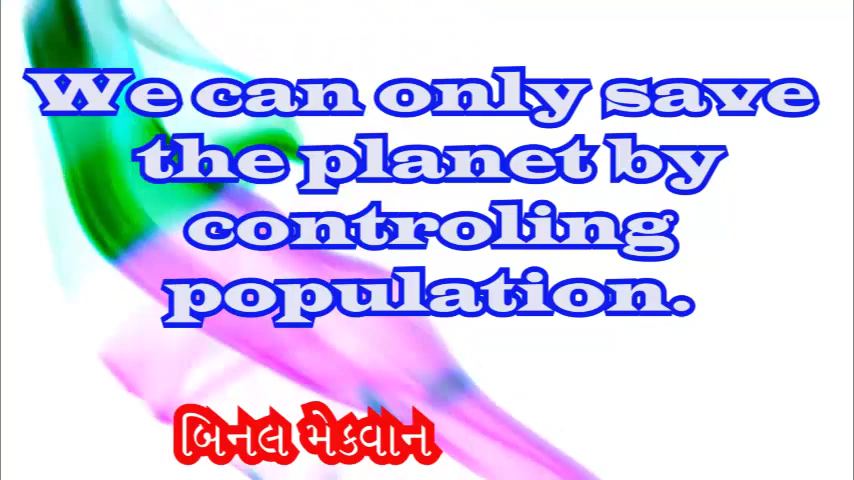 We can only save
the planet by
controling
population.
બિનલ મેકવાન